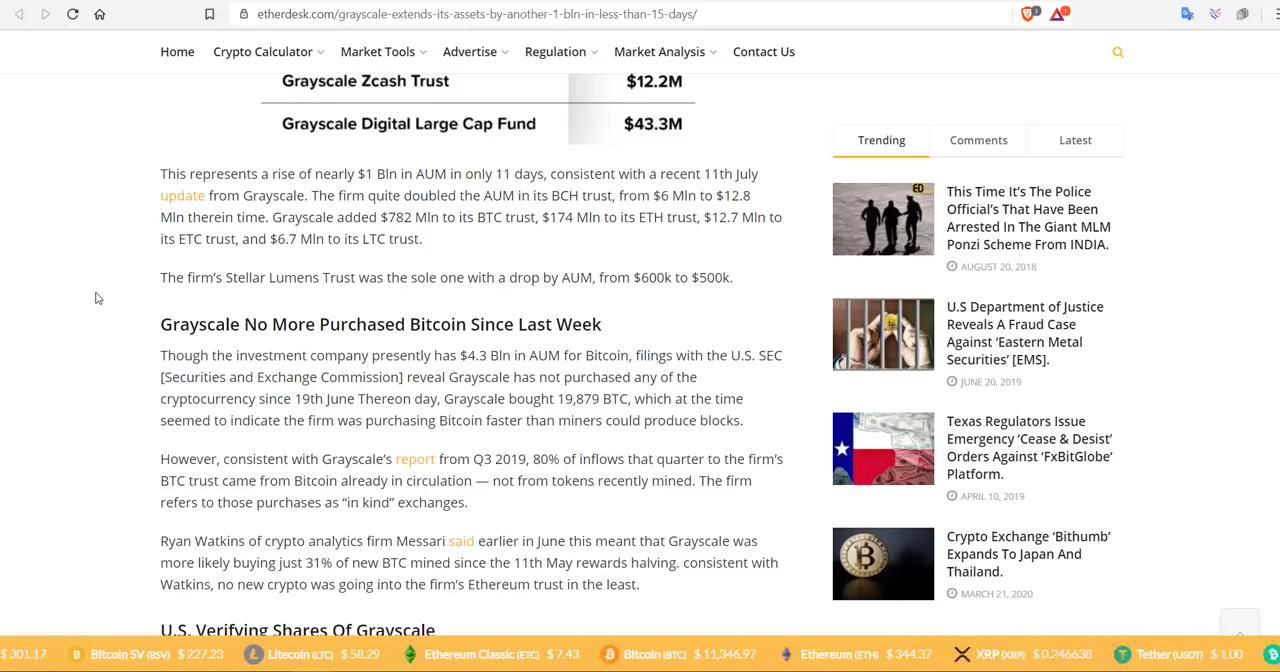 etherdesk.com/grayscale-extends-its-assets-by-another-1-bln-in-less-than-15-days/
3
1
Home Crypto Calculator Market Tools Advertise Regulation Market Analysis Contact Us
Grayscale Zcash Trust $12.2M
Grayscale Digital Large Cap Fund $43.3M
This represents a rise of nearly $1 Bln in AUM in only 11 days, consistent with a recent 11th July
update from Grayscale. The firm quite doubled the AUM in its BCH trust, from $6 Mln to $12.8
Mln therein time. Grayscale added $782 Mln to its BTC trust, $174 Mln to its ETH trust, $12.7 Mln to
its ETC trust, and $6.7 Mln to its LTC trust.
The firm's Stellar Lumens Trust was the sole one with a drop by AUM, from $600k to $500k.
Grayscale No More Purchased Bitcoin Since Last Week
Though the investment company presently has $4.3 Bln in AUM for Bitcoin, filings with the U.S. SEC
[Securities and Exchange Commission] reveal Grayscale has not purchased any of the
cryptocurrency since 19th June Thereon day, Grayscale bought 19,879 BTC, which at the time
seemed to indicate the firm was purchasing Bitcoin faster than miners could produce blocks.
However, consistent with Grayscale's report from Q3 2019, 80% of inflows that quarter to the firm's
BTC trust came from Bitcoin already in circulation — not from tokens recently mined. The firm
refers to those purchases as “in kind” exchanges.
Ryan Watkins of crypto analytics firm Messari said earlier in June this meant that Grayscale was
more likely buying just 31% of new BTC mined since the 11th May rewards halving. consistent with
Watkins, no new crypto was going into the firm's Ethereum trust in the least.
U.S. Verifying Shares Of Grayscale
Trending Comments Latest
This Time It's The Police
Official's That Have Been
Arrested In The Giant MLM
Ponzi Scheme From INDIA.
AUGUST 20, 2018
U.S Department of Justice
Reveals A Fraud Case
Against ‘Eastern Metal
Securities’ [EMS].
JUNE 20, 2019
Texas Regulators Issue
Emergency ‘Cease & Desist’
Orders Against ‘FxBitGlobe’
Platform.
APRIL 10, 2019
Crypto Exchange ‘Bithumb’
Expands To Japan And
Thailand.
MARCH 21, 2020
$ 301.17 Bitcoin SV (BSV) $ 227.23 Litecoin (LTC) $ 58.29 Ethereum Classic (ETC) $ 7.43 Bitcoin (BTC) $ 11,346.97 Ethereum (ETH) $ 344.37 XRP (XRP) $ 0.246638 Tether (USDT) $ 1.00